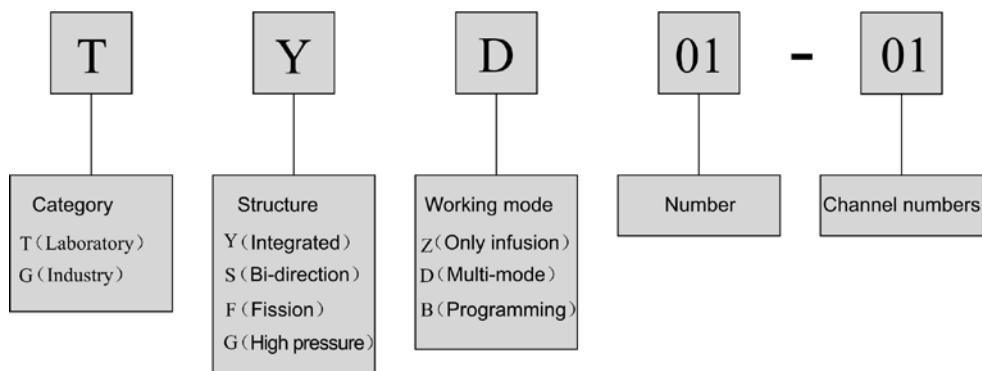 T Y D 01 - 01
Category
T(Laboratory)
G(Industry)
Structure
Y(Integrated)
S(Bi-direction)
F(Fission)
G(High pressure)
Working mode
Z(Only infusion)
D(Multi-mode)
B(Programming)
Number
Channel numbers